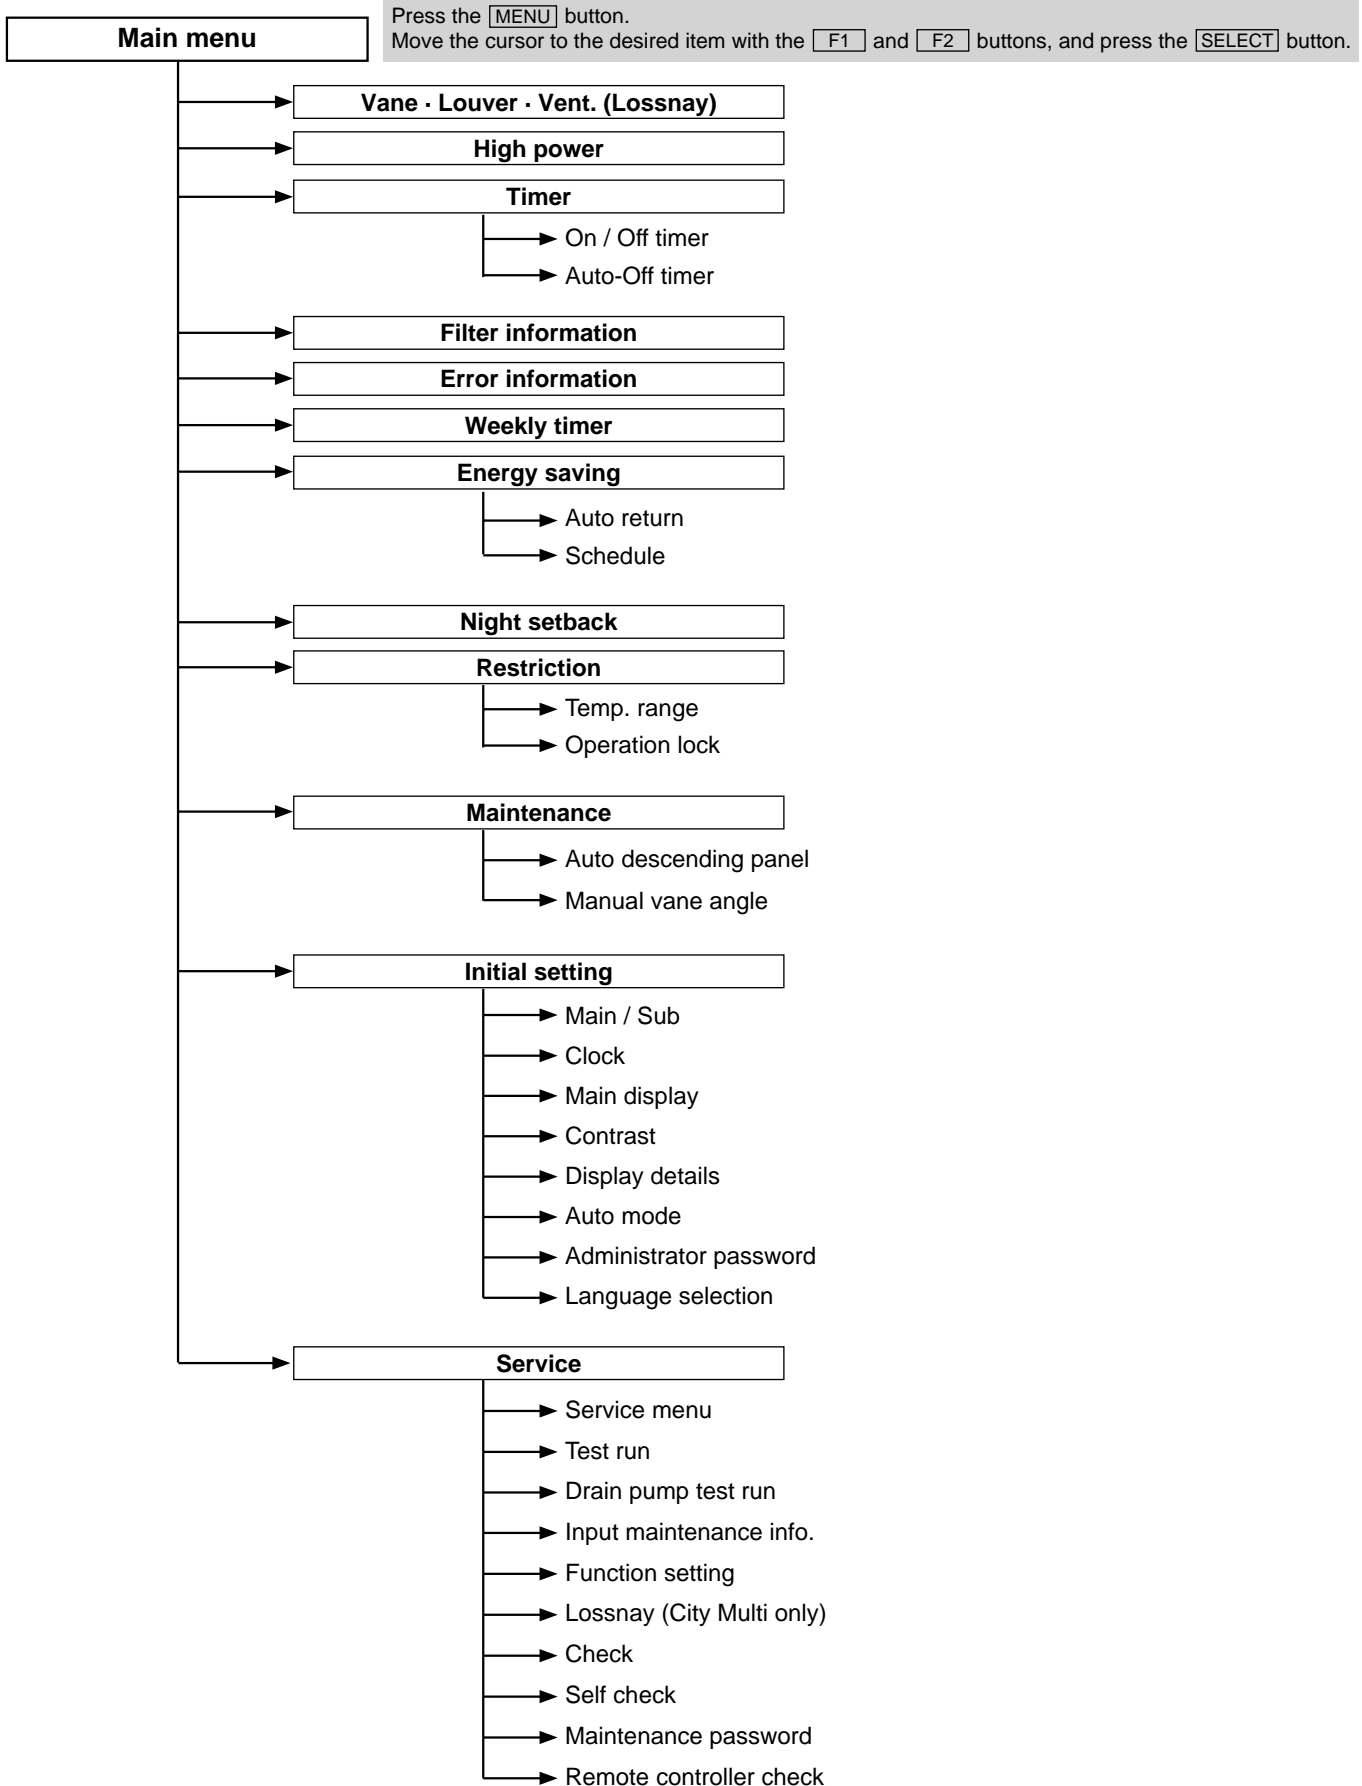 Main menu
Press the MENU button.
Move the cursor to the desired item with the F1 and F2 buttons, and press the SELECT button.
Vane · Louver · Vent. (Lossnay)
High power
Timer
On / Off timer
Auto-Off timer
Filter information
Error information
Weekly timer
Energy saving
Auto return
Schedule
Night setback
Restriction
Temp. range
Operation lock
Maintenance
Auto descending panel
Manual vane angle
Initial setting
Main / Sub
Clock
Main display
Contrast
Display details
Auto mode
Administrator password
Language selection
Service
Service menu
Test run
Drain pump test run
Input maintenance info.
Function setting
Lossnay (City Multi only)
Check
Self check
Maintenance password
Remote controller check